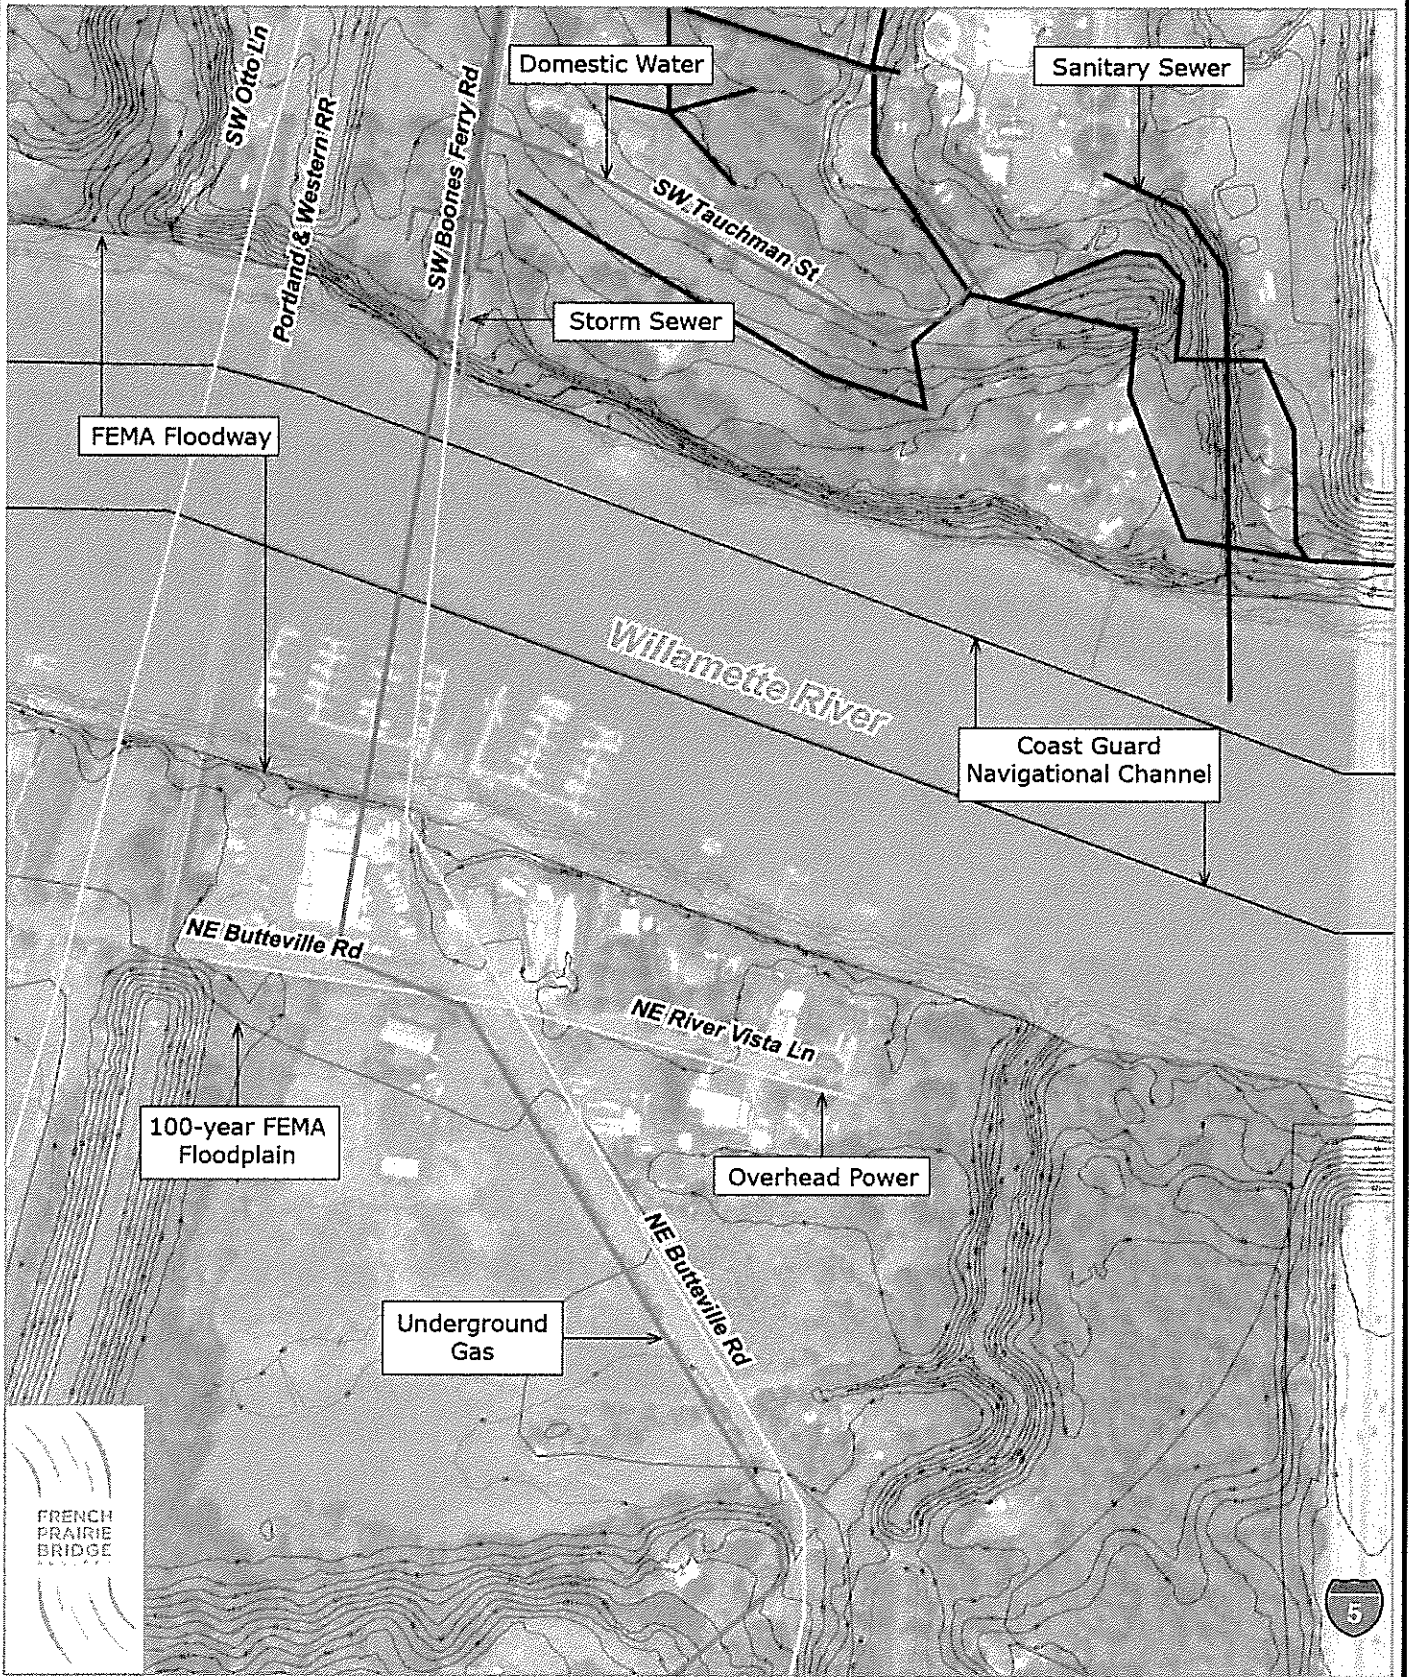 SW Otto Ln
Portland & Western RR
SW Boones Ferry Rd
Domestic Water
Sanitary Sewer
SW Tauchman St
Storm Sewer
FEMA Floodway
Willamette River
Coast Guard
Navigational Channel
NE Butteville Rd
NE River Vista Ln
100-year FEMA
Floodplain
Overhead Power
NE Butteville Rd
Underground
Gas
FRENCH
PRAIRIE
BRIDGE
5